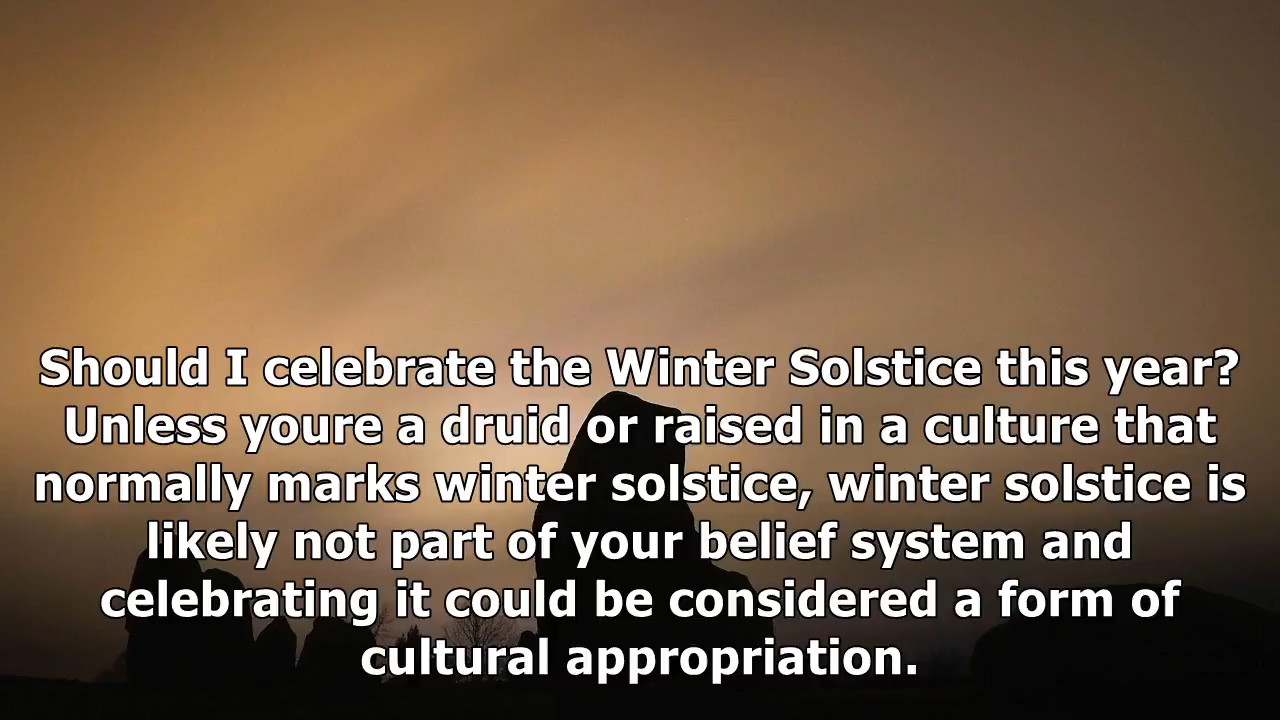 Should I celebrate the Winter Solstice this year?
Unless youre a druid or raised in a culture that
normally marks winter solstice, winter solstice is
likely not part of your belief system and
celebrating it could be considered a form of
cultural appropriation.